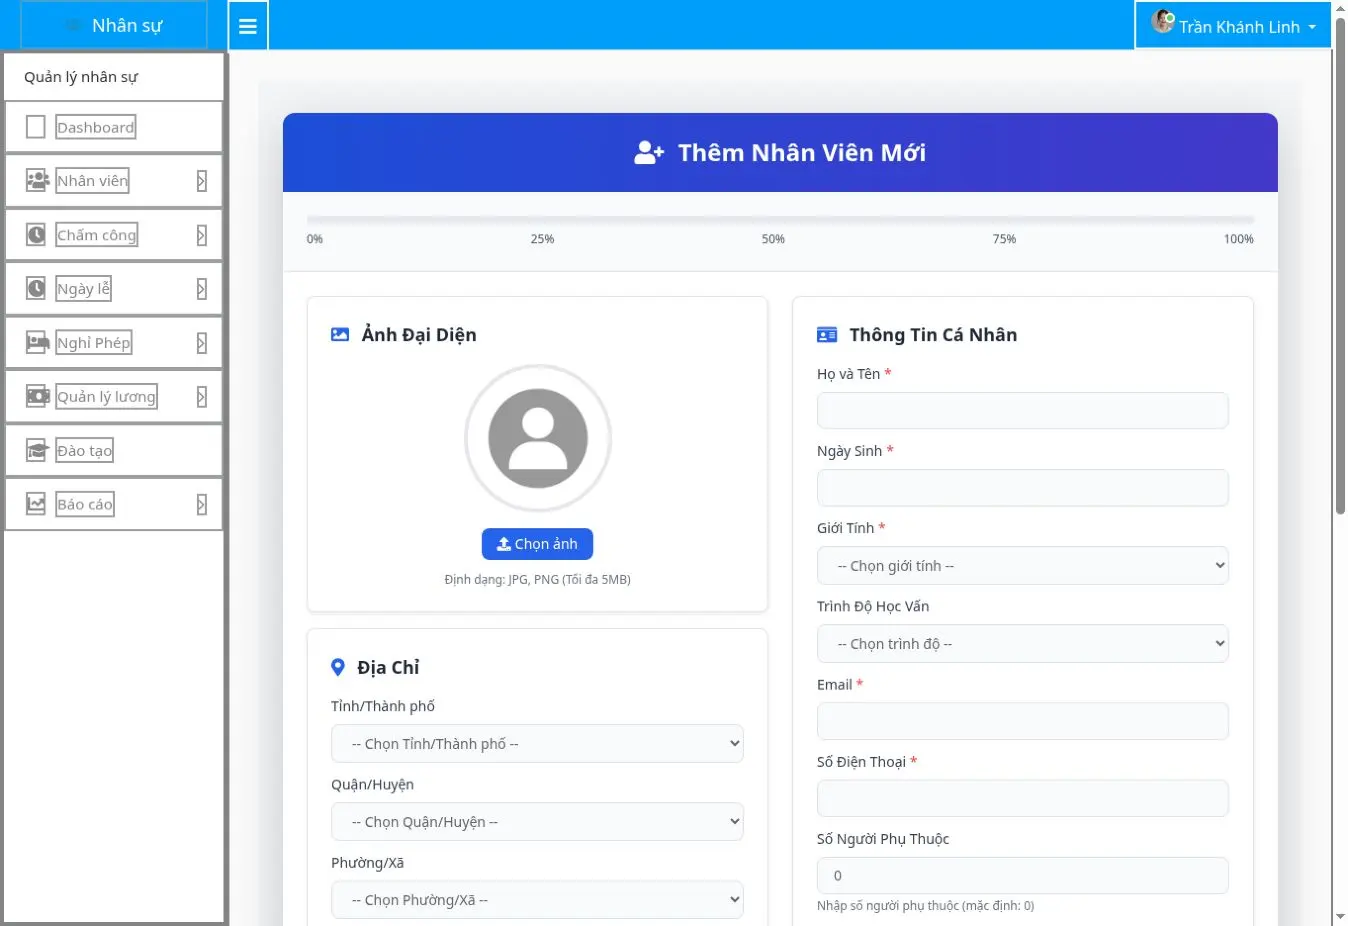 Nhân sự
Trần Khánh Linh
Quản lý nhân sự
Dashboard
Nhân viên
Chấm công
Ngày lễ
Nghỉ Phép
Quản lý lương
Đào tạo
Báo cáo
Thêm Nhân Viên Mới
0% 25% 50% 75% 100%
Ảnh Đại Diện
Chọn ảnh
Định dạng: JPG, PNG (Tối đa 5MB)
Địa Chỉ
Tỉnh/Thành phố
-- Chọn Tỉnh/Thành phố --
Quận/Huyện
-- Chọn Quận/Huyện --
Phường/Xã
-- Chọn Phường/Xã --
Thông Tin Cá Nhân
Họ và Tên *
Ngày Sinh *
Giới Tính *
-- Chọn giới tính --
Trình Độ Học Vấn
-- Chọn trình độ --
Email *
Số Điện Thoại *
Số Người Phụ Thuộc
0
Nhập số người phụ thuộc (mặc định: 0)